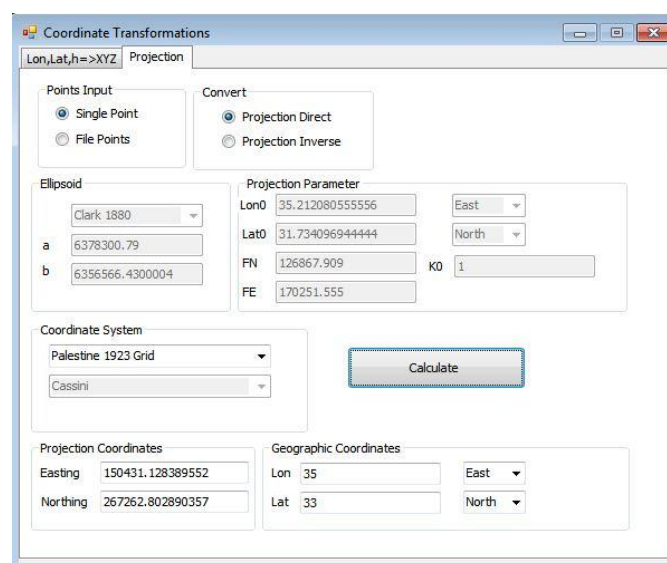 Coordinate Transformations
Lon,Lat,h=>XYZ Projection
Points Input Convert
Single Point Projection Direct
File Points Projection Inverse
Ellipsoid Projection Parameter
Clark 1880 Lon0 35.212080555556 East
a 6378300.79 Lat0 31.734096944444 North
b 6356566.4300004 FN 126867.909 K0 1
FE 170251.555
Coordinate System
Palestine 1923 Grid
Calculate
Cassini
Projection Coordinates Geographic Coordinates
Easting 150431.128389552 Lon 35 East
Northing 267262.802890357 Lat 33 North